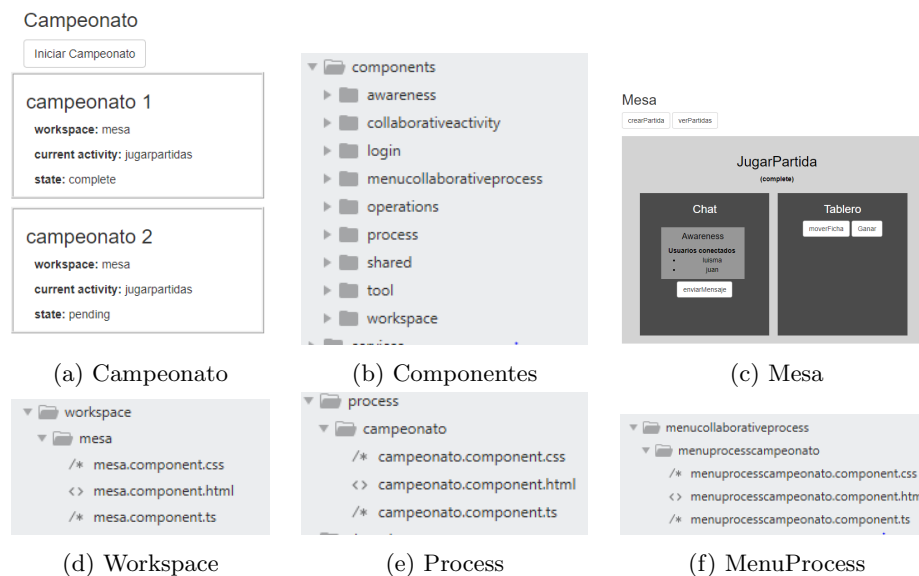 Campeonato
Iniciar Campeonato
campeonato 1
workspace: mesa
current activity: jugarpartidas
state: complete
campeonato 2
workspace: mesa
current activity: jugarpartidas
state: pending
(a) Campeonato
components
awareness
collaborativeactivity
login
menucollaborativeprocess
operations
process
shared
tool
workspace
(b) Componentes
Mesa
crearPartida verPartidas
JugarPartida
(complete)
Chat
Awareness
Usuarios conectados
luisma
juan
enviarMensaje
Tablero
moverFicha Ganar
(c) Mesa
workspace
mesa
/* mesa.component.css
<> mesa.component.html
/* mesa.component.ts
(d) Workspace
process
campeonato
/* campeonato.component.css
<> campeonato.component.html
/* campeonato.component.ts
(e) Process
menucollaborativeprocess
menuprocesscampeonato
/* menuprocesscampeonato.component.css
<> menuprocesscampeonato.component.htm
/* menuprocesscampeonato.component.ts
(f) MenuProcess